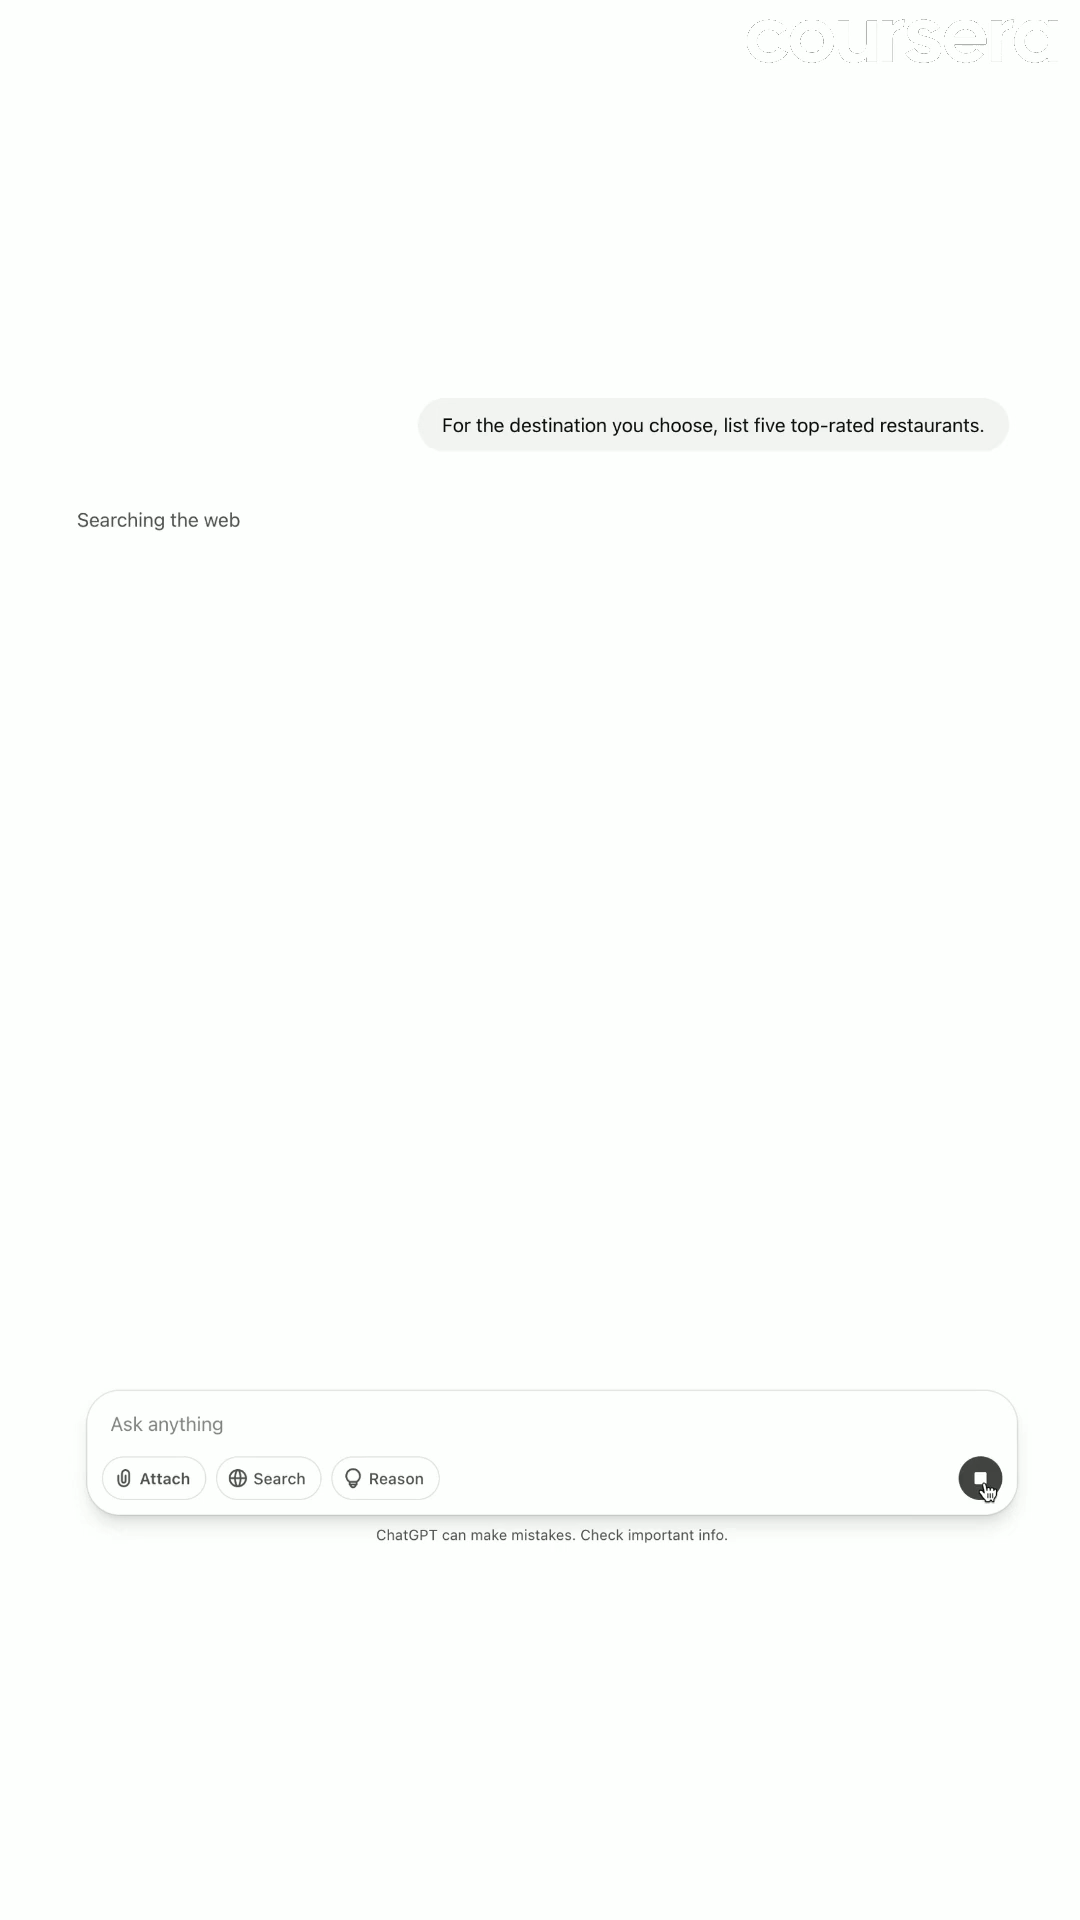 coursera
For the destination you choose, list five top-rated restaurants.
Searching the web
Ask anything
Attach
Search
Reason
ChatGPT can make mistakes. Check important info.